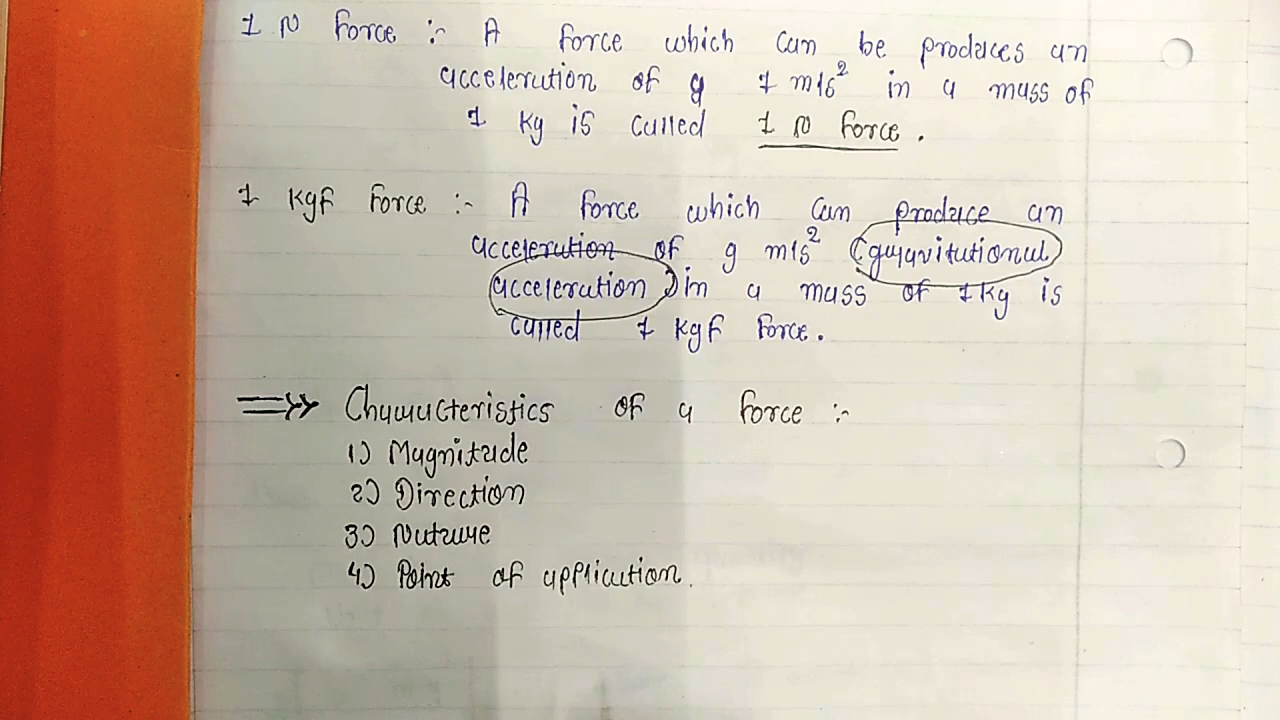 1 N Force :- A force which can be produces an
acceleration of g 1 m/s² in a mass of
1 kg is called 1 N Force.
1 Kgf Force :- A force which can produce an
acceleration of g m/s² (gravitational
acceleration) in a mass of 1 kg is
called 1 kgf Force.
⇒» Characteristics of a force :-
1) Magnitude
2) Direction
3) Nature
4) Point of application.